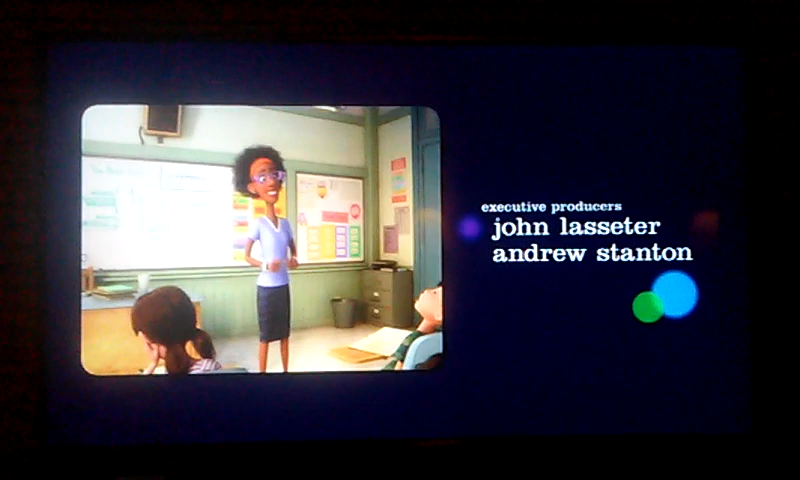 executive producers
john lasseter
andrew stanton